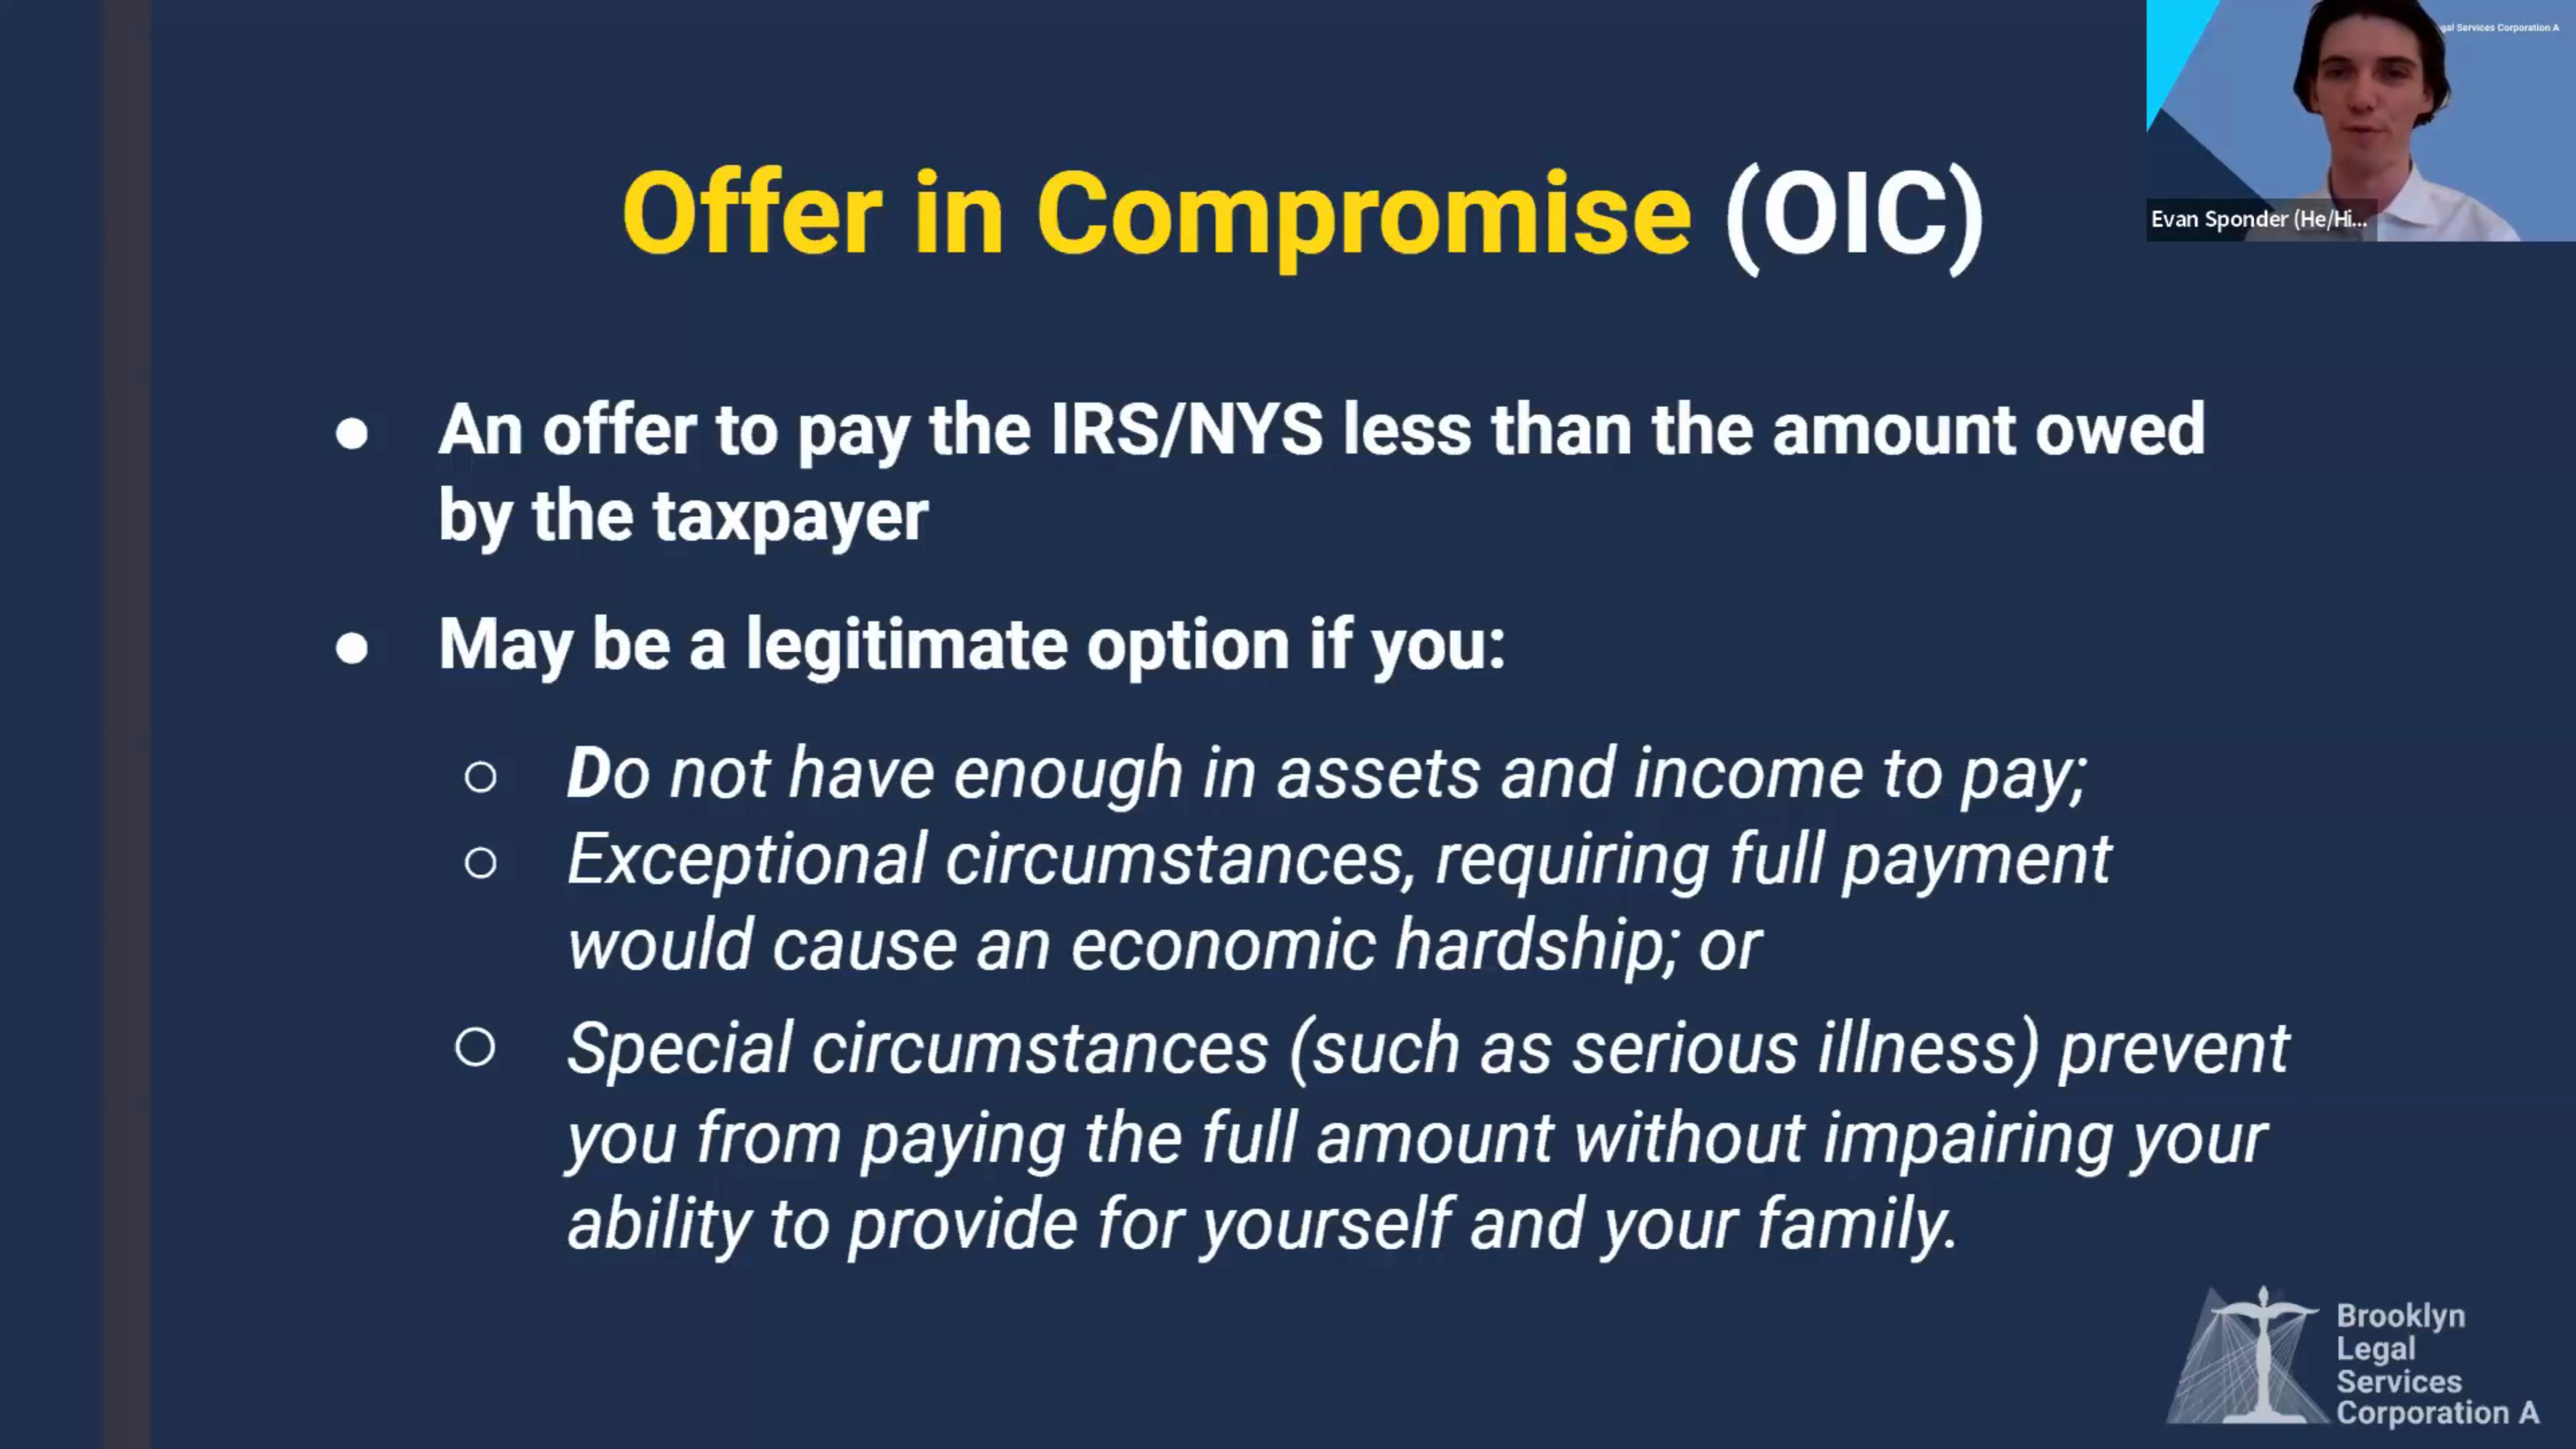 gal Services Corporation A
Evan Sponder (He/Hi...
Offer in Compromise (OIC)
● An offer to pay the IRS/NYS less than the amount owed
by the taxpayer
● May be a legitimate option if you:
○ Do not have enough in assets and income to pay;
○ Exceptional circumstances, requiring full payment
would cause an economic hardship; or
○ Special circumstances (such as serious illness) prevent
you from paying the full amount without impairing your
ability to provide for yourself and your family.
Brooklyn
Legal
Services
Corporation A